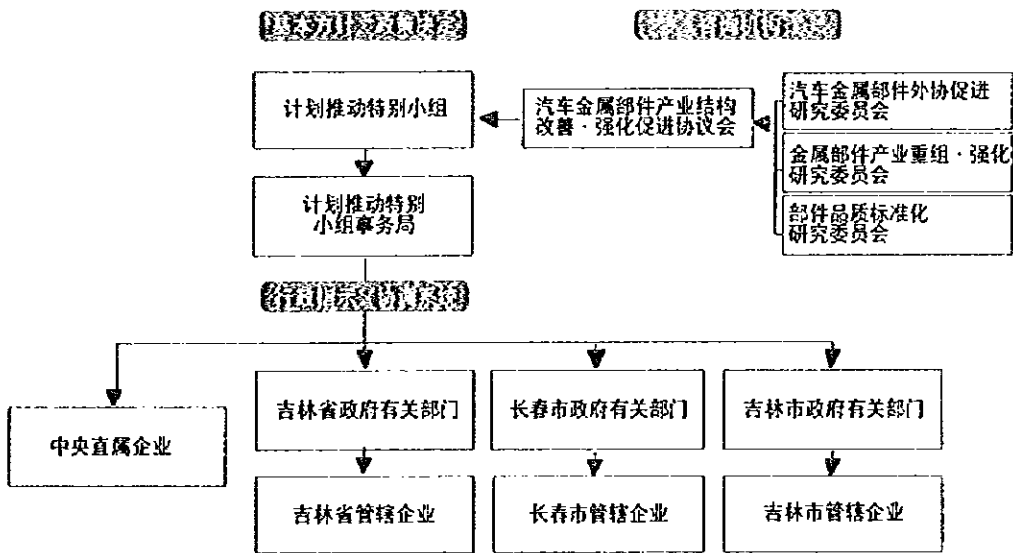 计划推动特别小组
汽车金属部件产业结构
改善·强化促进协议会
汽车金属部件外协促进
研究委员会
金属部件产业重组·强化
研究委员会
部件品质标准化
研究委员会
计划推动特别
小组事务局
中央直属企业
吉林省政府有关部门
长春市政府有关部门
吉林市政府有关部门
吉林省管辖企业
长春市管辖企业
吉林市管辖企业